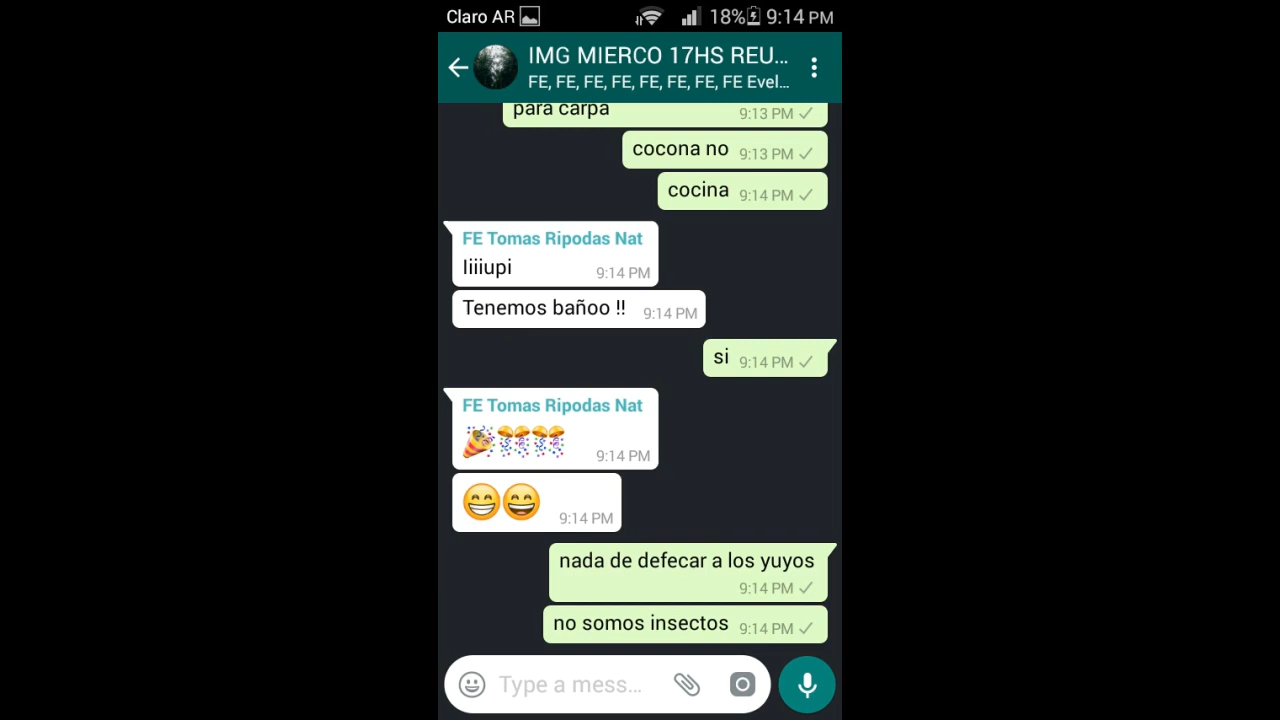 Claro AR 18% 9:14 PM
IMG MIERCO 17HS REU...
FE, FE, FE, FE, FE, FE, FE, FE Evel...
para carpa 9:13 PM
cocona no 9:13 PM
cocina 9:14 PM
FE Tomas Ripodas Nat
Iiiiupi 9:14 PM
Tenemos bañoo !! 9:14 PM
si 9:14 PM
FE Tomas Ripodas Nat
🎉🎊🎊 9:14 PM
😁😄 9:14 PM
nada de defecar a los yuyos
9:14 PM
no somos insectos 9:14 PM
Type a mess...